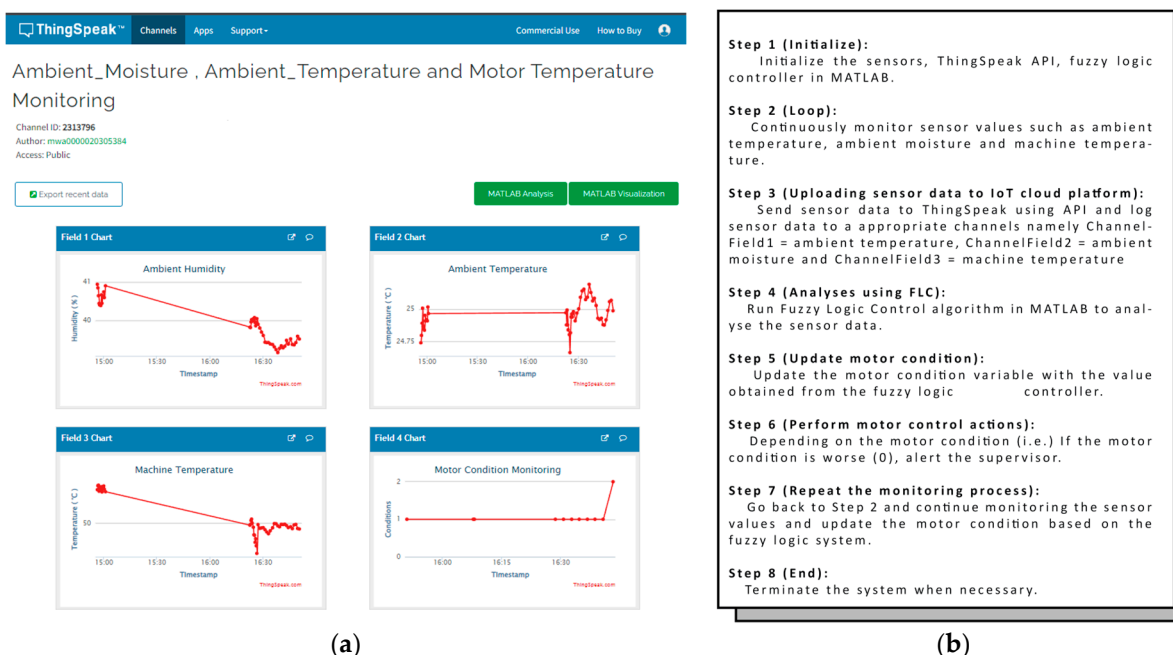 ThingSpeak™ Channels Apps Support Commercial Use How to Buy
Ambient_Moisture , Ambient_Temperature and Motor Temperature
Monitoring
Channel ID: 2313796
Author: mwa0000020305384
Access: Public
Export recent data MATLAB Analysis MATLAB Visualization
Field 1 Chart
Ambient Humidity
Humidity (%)
41
40
15:00 15:30 16:00 16:30
TImestamp
ThingSpeak.com
Field 2 Chart
Ambient Temperature
Temperature (°C)
25
24.75
15:00 15:30 16:00 16:30
TImestamp
ThingSpeak.com
Field 3 Chart
Machine Temperature
Temperature (°C)
50
15:00 15:30 16:00 16:30
TImestamp
ThingSpeak.com
Field 4 Chart
Motor Condition Monitoring
Conditions
2
1
0
16:00 16:15 16:30
TImestamp
ThingSpeak.com
(a)
Step 1 (Initialize):
Initialize the sensors, ThingSpeak API, fuzzy logic
controller in MATLAB.
Step 2 (Loop):
Continuously monitor sensor values such as ambient
temperature, ambient moisture and machine tempera-
ture.
Step 3 (Uploading sensor data to IoT cloud platform):
Send sensor data to ThingSpeak using API and log
sensor data to a appropriate channels namely Channel-
Field1 = ambient temperature, ChannelField2 = ambient
moisture and ChannelField3 = machine temperature
Step 4 (Analyses using FLC):
Run Fuzzy Logic Control algorithm in MATLAB to anal-
yse the sensor data.
Step 5 (Update motor condition):
Update the motor condition variable with the value
obtained from the fuzzy logic controller.
Step 6 (Perform motor control actions):
Depending on the motor condition (i.e.) If the motor
condition is worse (0), alert the supervisor.
Step 7 (Repeat the monitoring process):
Go back to Step 2 and continue monitoring the sensor
values and update the motor condition based on the
fuzzy logic system.
Step 8 (End):
Terminate the system when necessary.
(b)